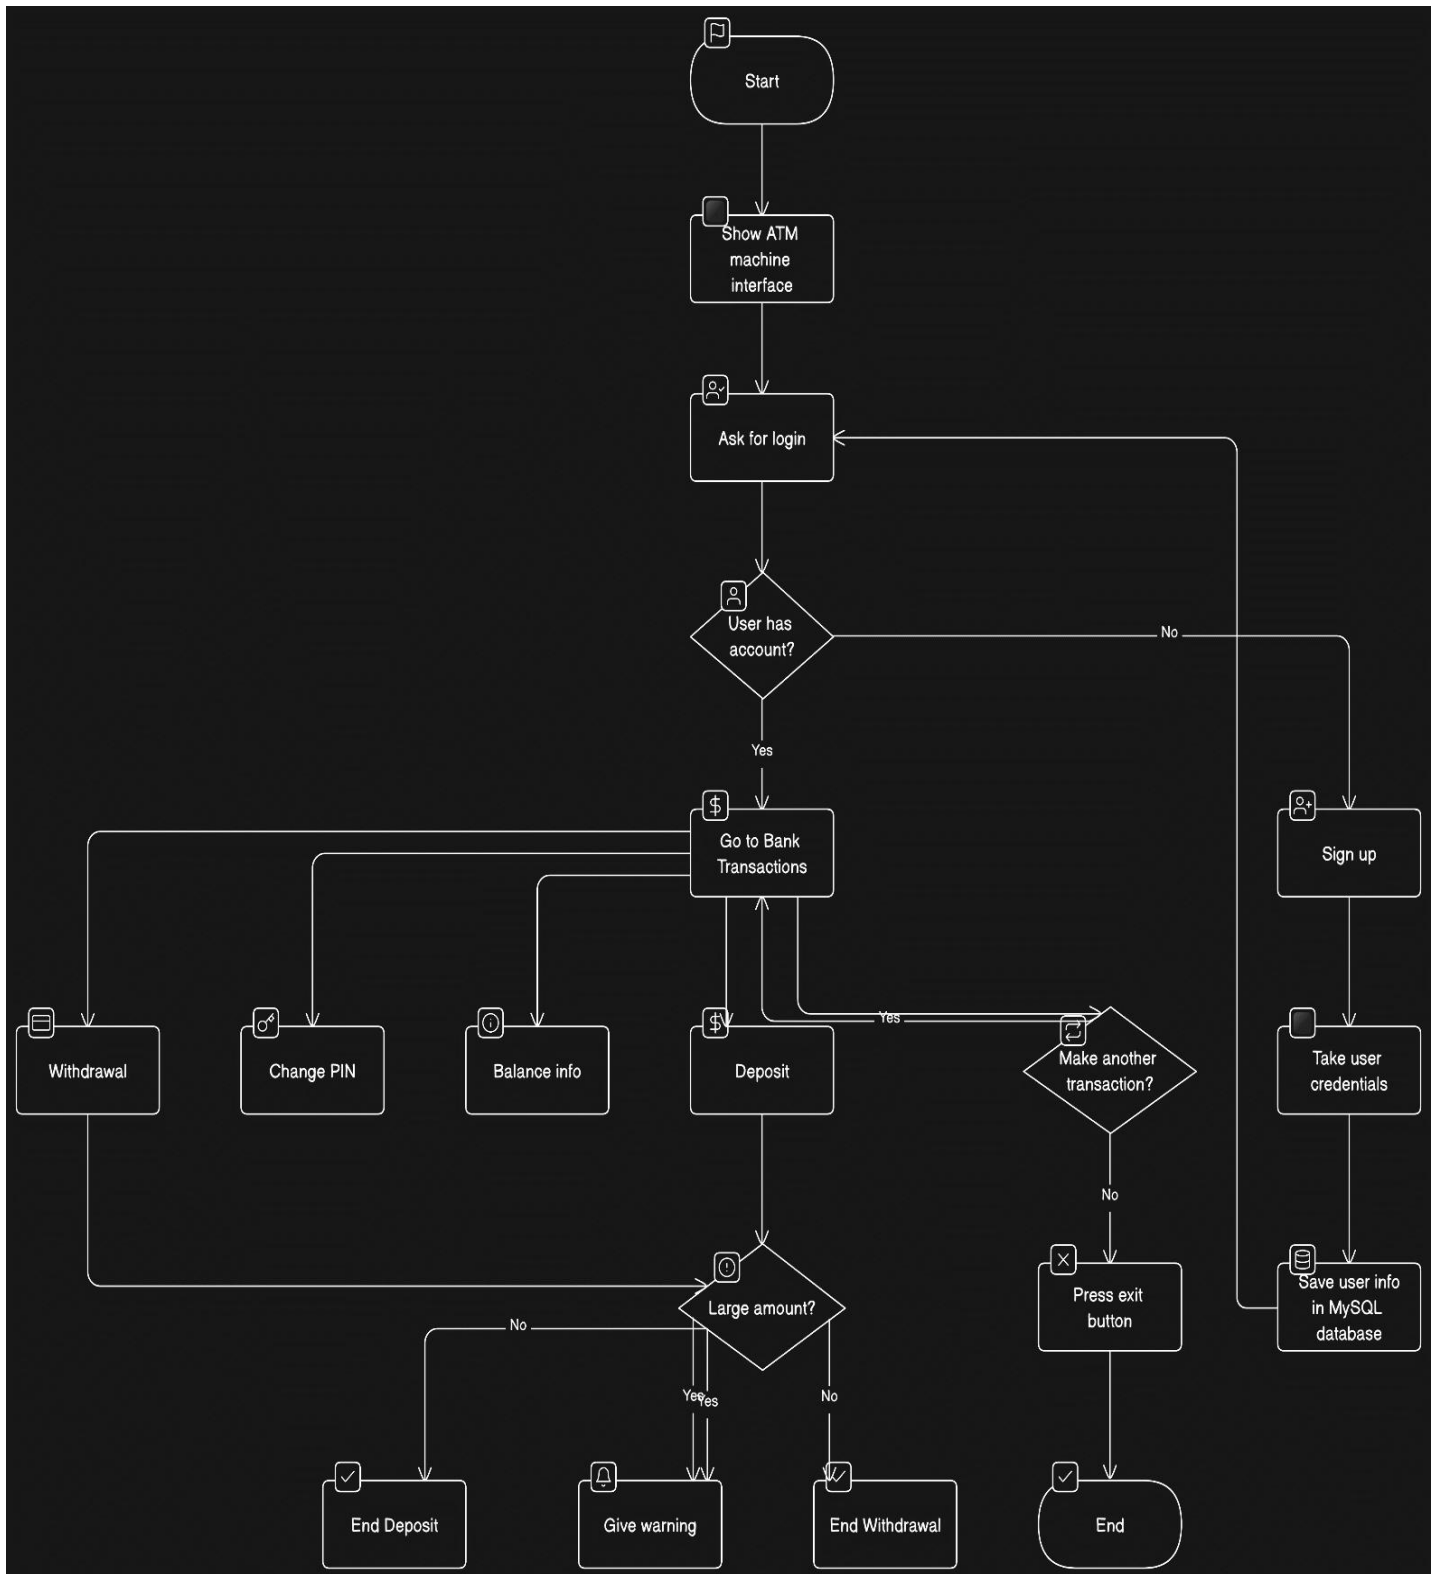 Start
Show ATM
machine
interface
Ask for login
User has
account?
No
Yes
Go to Bank
Transactions
Sign up
Yes
Withdrawal
Change PIN
Balance info
Deposit
Make another
transaction?
Take user
credentials
No
Large amount?
Press exit
button
Save user info
in MySQL
database
No
Yes
Yes
No
End Deposit
Give warning
End Withdrawal
End